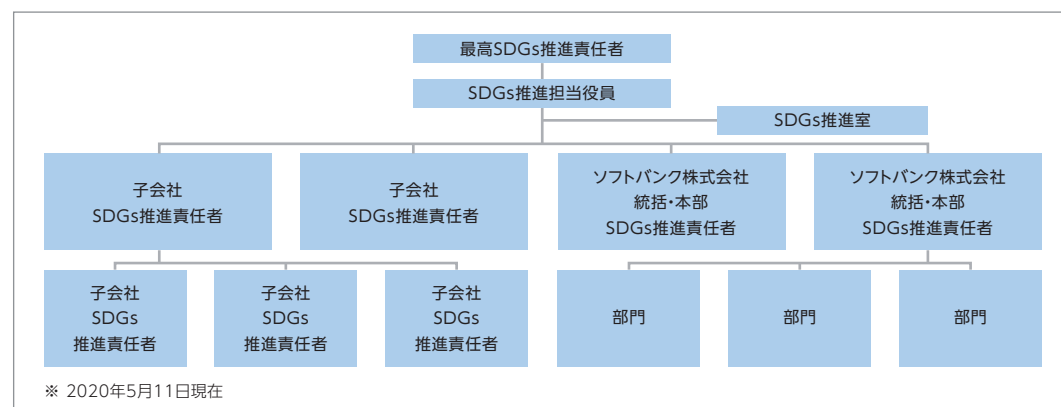 最高SDGs推進責任者
SDGs推進担当役員
SDGs推進室
子会社
SDGs推進責任者
子会社
SDGs推進責任者
ソフトバンク株式会社
統括・本部
SDGs推進責任者
ソフトバンク株式会社
統括・本部
SDGs推進責任者
子会社
SDGs
推進責任者
子会社
SDGs
推進責任者
子会社
SDGs
推進責任者
部門
部門
部門
※ 2020年5月11日現在